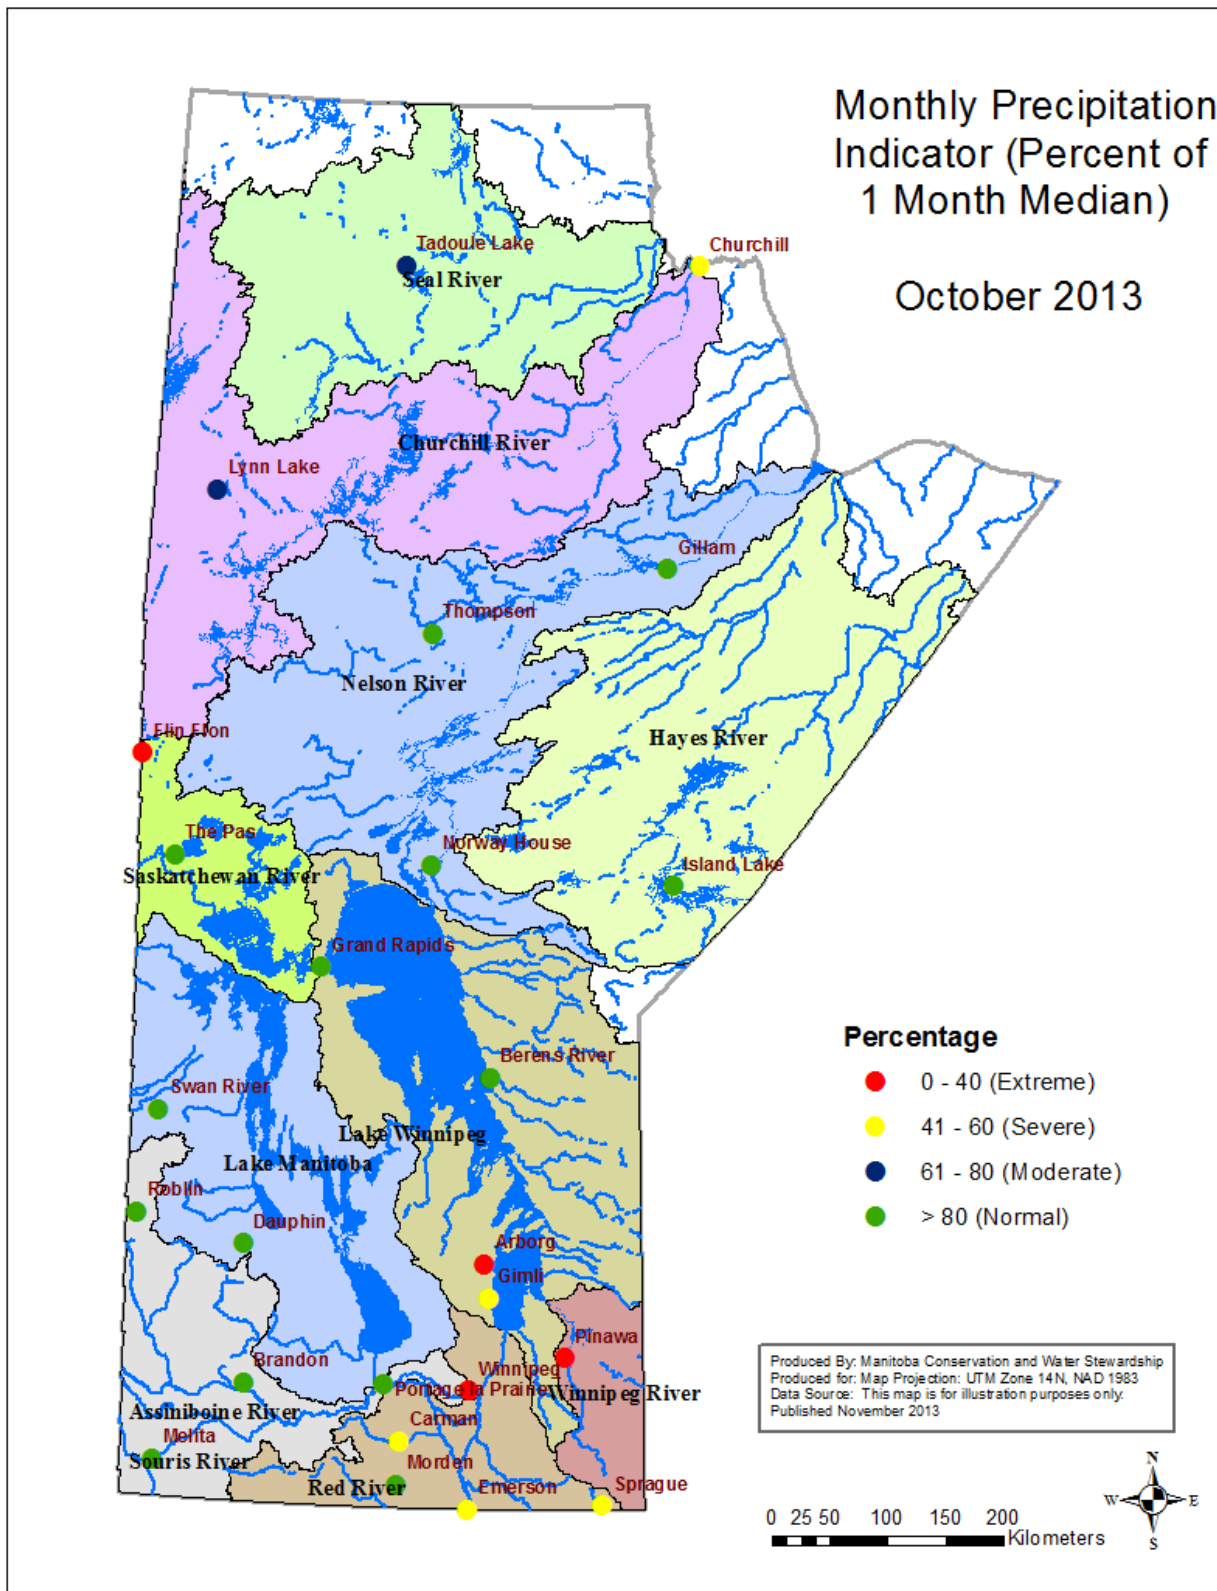 Monthly Precipitation
Indicator (Percent of
1 Month Median)
October 2013
Churchill
Tadoule Lake
Seal River
Churchill River
Lynn Lake
Gillam
Thompson
Nelson River
Flin Flon
Hayes River
The Pas
Saskatchewan River
Norway House
Island Lake
Grand Rapids
Berens River
Swan River
Lake Winnipeg
Lake Manitoba
Roblin
Dauphin
Arborg
Gimli
Pinawa
Brandon
Winnipeg
Portage la Prairie
Winnipeg River
Assiniboine River
Carman
Melita
Souris River
Morden
Red River
Emerson
Sprague
Percentage
0 - 40 (Extreme)
41 - 60 (Severe)
61 - 80 (Moderate)
> 80 (Normal)
Produced By: Manitoba Conservation and Water Stewardship
Produced for: Map Projection: UTM Zone 14N, NAD 1983
Data Source: This map is for illustration purposes only.
Published November 2013
N
W
E
S
0 25 50 100 150 200
Kilometers